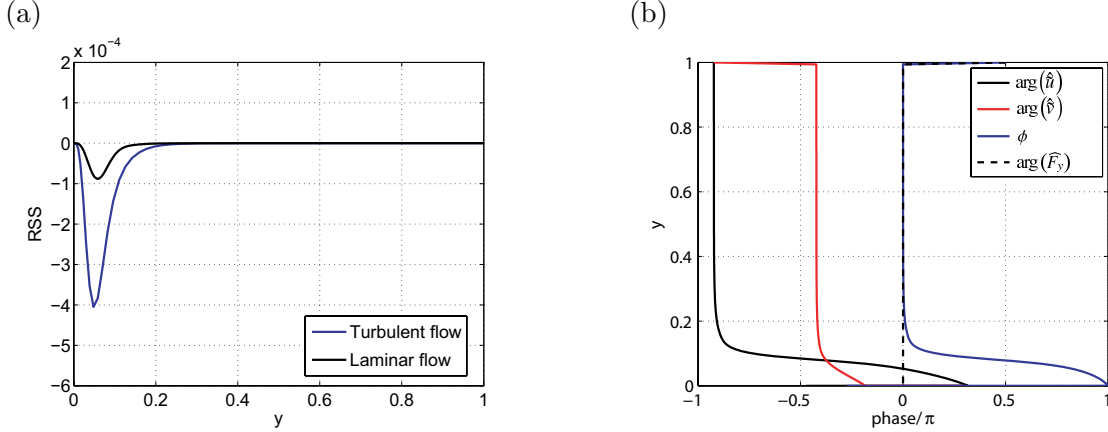 (a)
x 10⁻⁴
2
1
0
−1
−2
−3
−4
−5
−6
RSS
0
0.2
0.4
0.6
0.8
1
y
Turbulent flow
Laminar flow
(b)
1
0.8
0.6
0.4
0.2
0
y
−1
−0.5
0
0.5
1
phase/π
arg(û̂)
arg(v̂̂)
ϕ
arg(F̂_y)